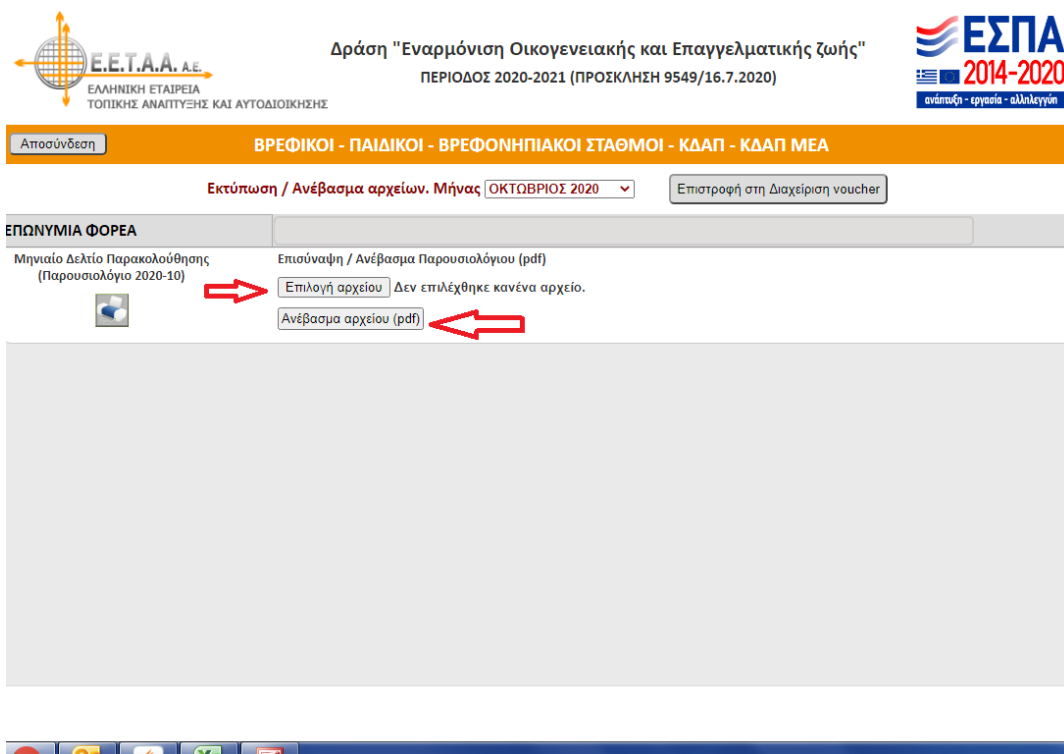 Ε.Ε.Τ.Α.Α. Α.Ε.
ΕΛΛΗΝΙΚΗ ΕΤΑΙΡΕΙΑ
ΤΟΠΙΚΗΣ ΑΝΑΠΤΥΞΗΣ ΚΑΙ ΑΥΤΟΔΙΟΙΚΗΣΗΣ
Δράση "Εναρμόνιση Οικογενειακής και Επαγγελματικής ζωής"
ΠΕΡΙΟΔΟΣ 2020-2021 (ΠΡΟΣΚΛΗΣΗ 9549/16.7.2020)
ΕΣΠΑ
2014-2020
ανάπτυξη - εργασία - αλληλεγγύη
Αποσύνδεση
ΒΡΕΦΙΚΟΙ - ΠΑΙΔΙΚΟΙ - ΒΡΕΦΟΝΗΠΙΑΚΟΙ ΣΤΑΘΜΟΙ - ΚΔΑΠ - ΚΔΑΠ ΜΕΑ
Εκτύπωση / Ανέβασμα αρχείων. Μήνας ΟΚΤΩΒΡΙΟΣ 2020
Επιστροφή στη Διαχείριση voucher
ΕΠΩΝΥΜΙΑ ΦΟΡΕΑ
Μηνιαίο Δελτίο Παρακολούθησης
(Παρουσιολόγιο 2020-10)
Επισύναψη / Ανέβασμα Παρουσιολόγιου (pdf)
Επιλογή αρχείου Δεν επιλέχθηκε κανένα αρχείο.
Ανέβασμα αρχείου (pdf)